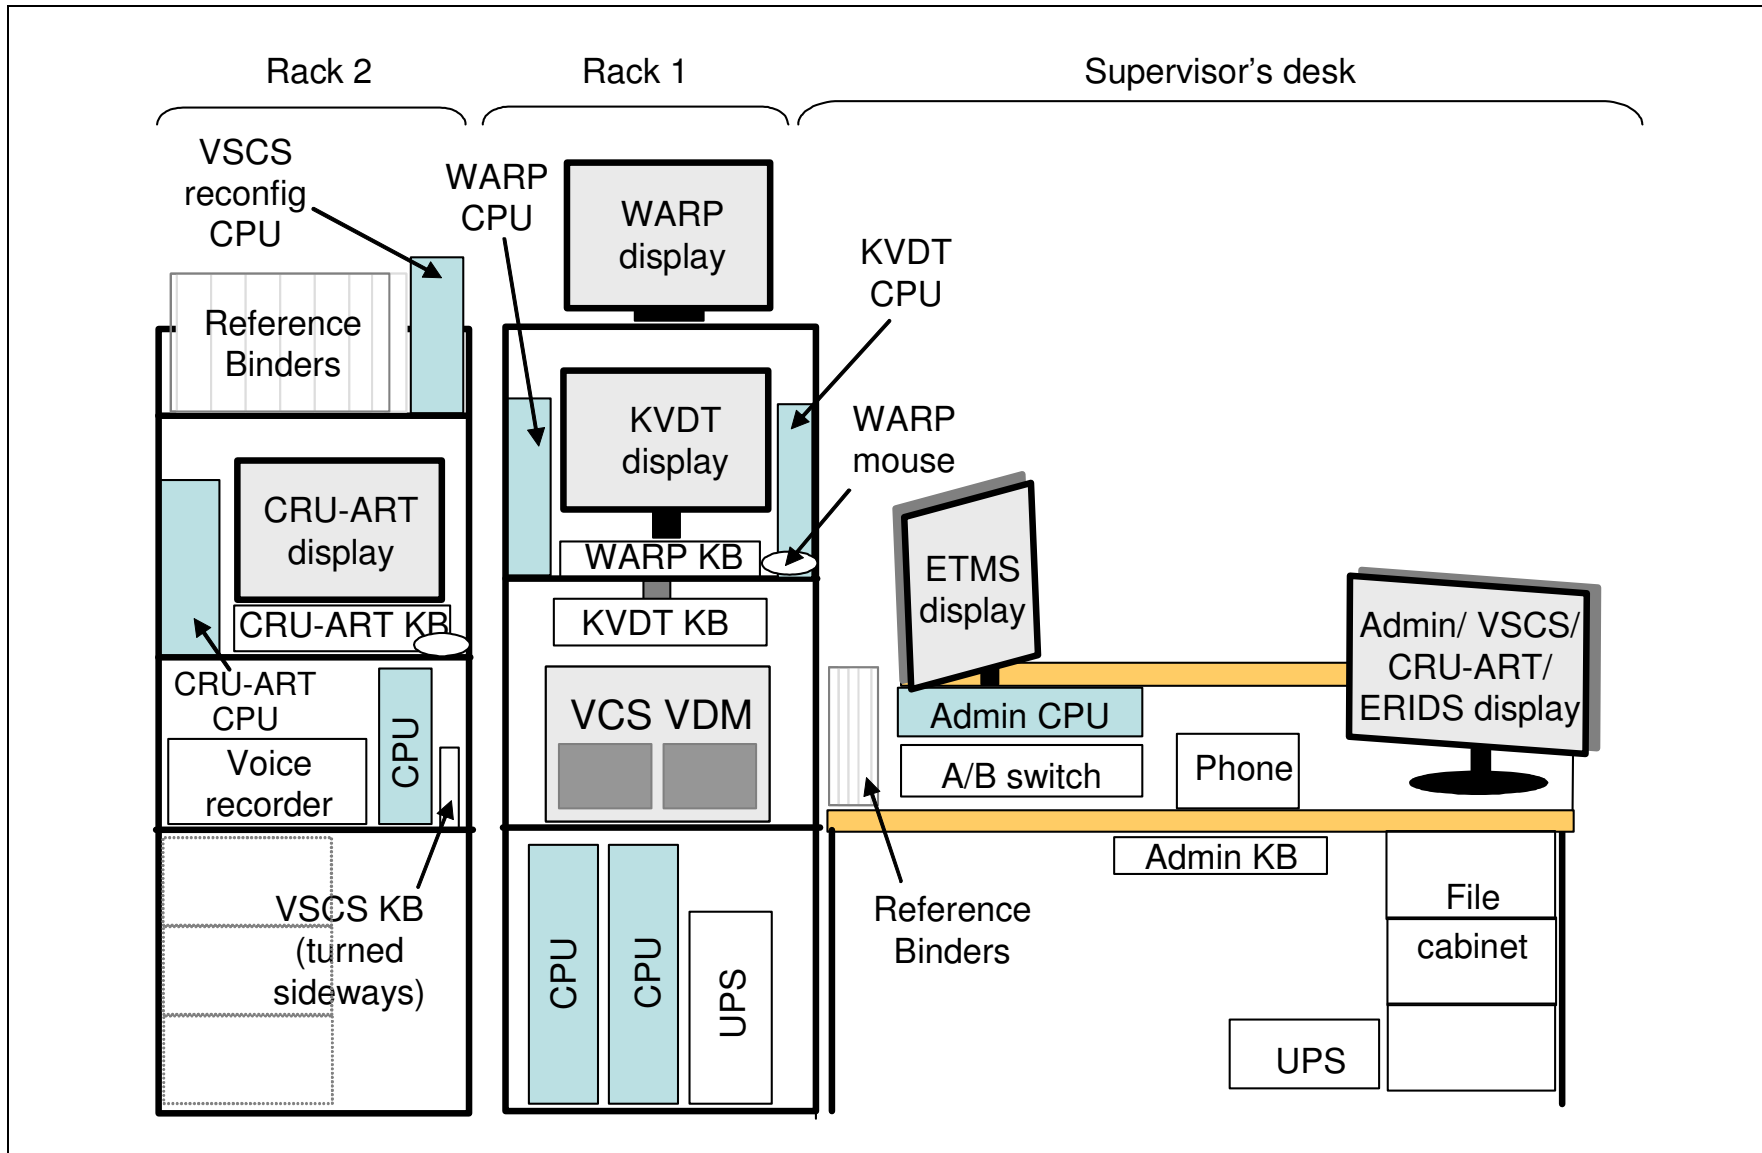 Rack 2
Rack 1
Supervisor's desk
VSCS
reconfig
CPU
WARP
CPU
WARP
display
KVDT
CPU
Reference
Binders
KVDT
display
WARP
mouse
CRU-ART
display
WARP KB
CRU-ART KB
KVDT KB
ETMS
display
Admin/ VSCS/
CRU-ART/
ERIDS display
CRU-ART
CPU
CPU
VCS VDM
Admin CPU
Voice
recorder
A/B switch
Phone
Admin KB
VSCS KB
(turned
sideways)
CPU
CPU
UPS
Reference
Binders
File
cabinet
UPS